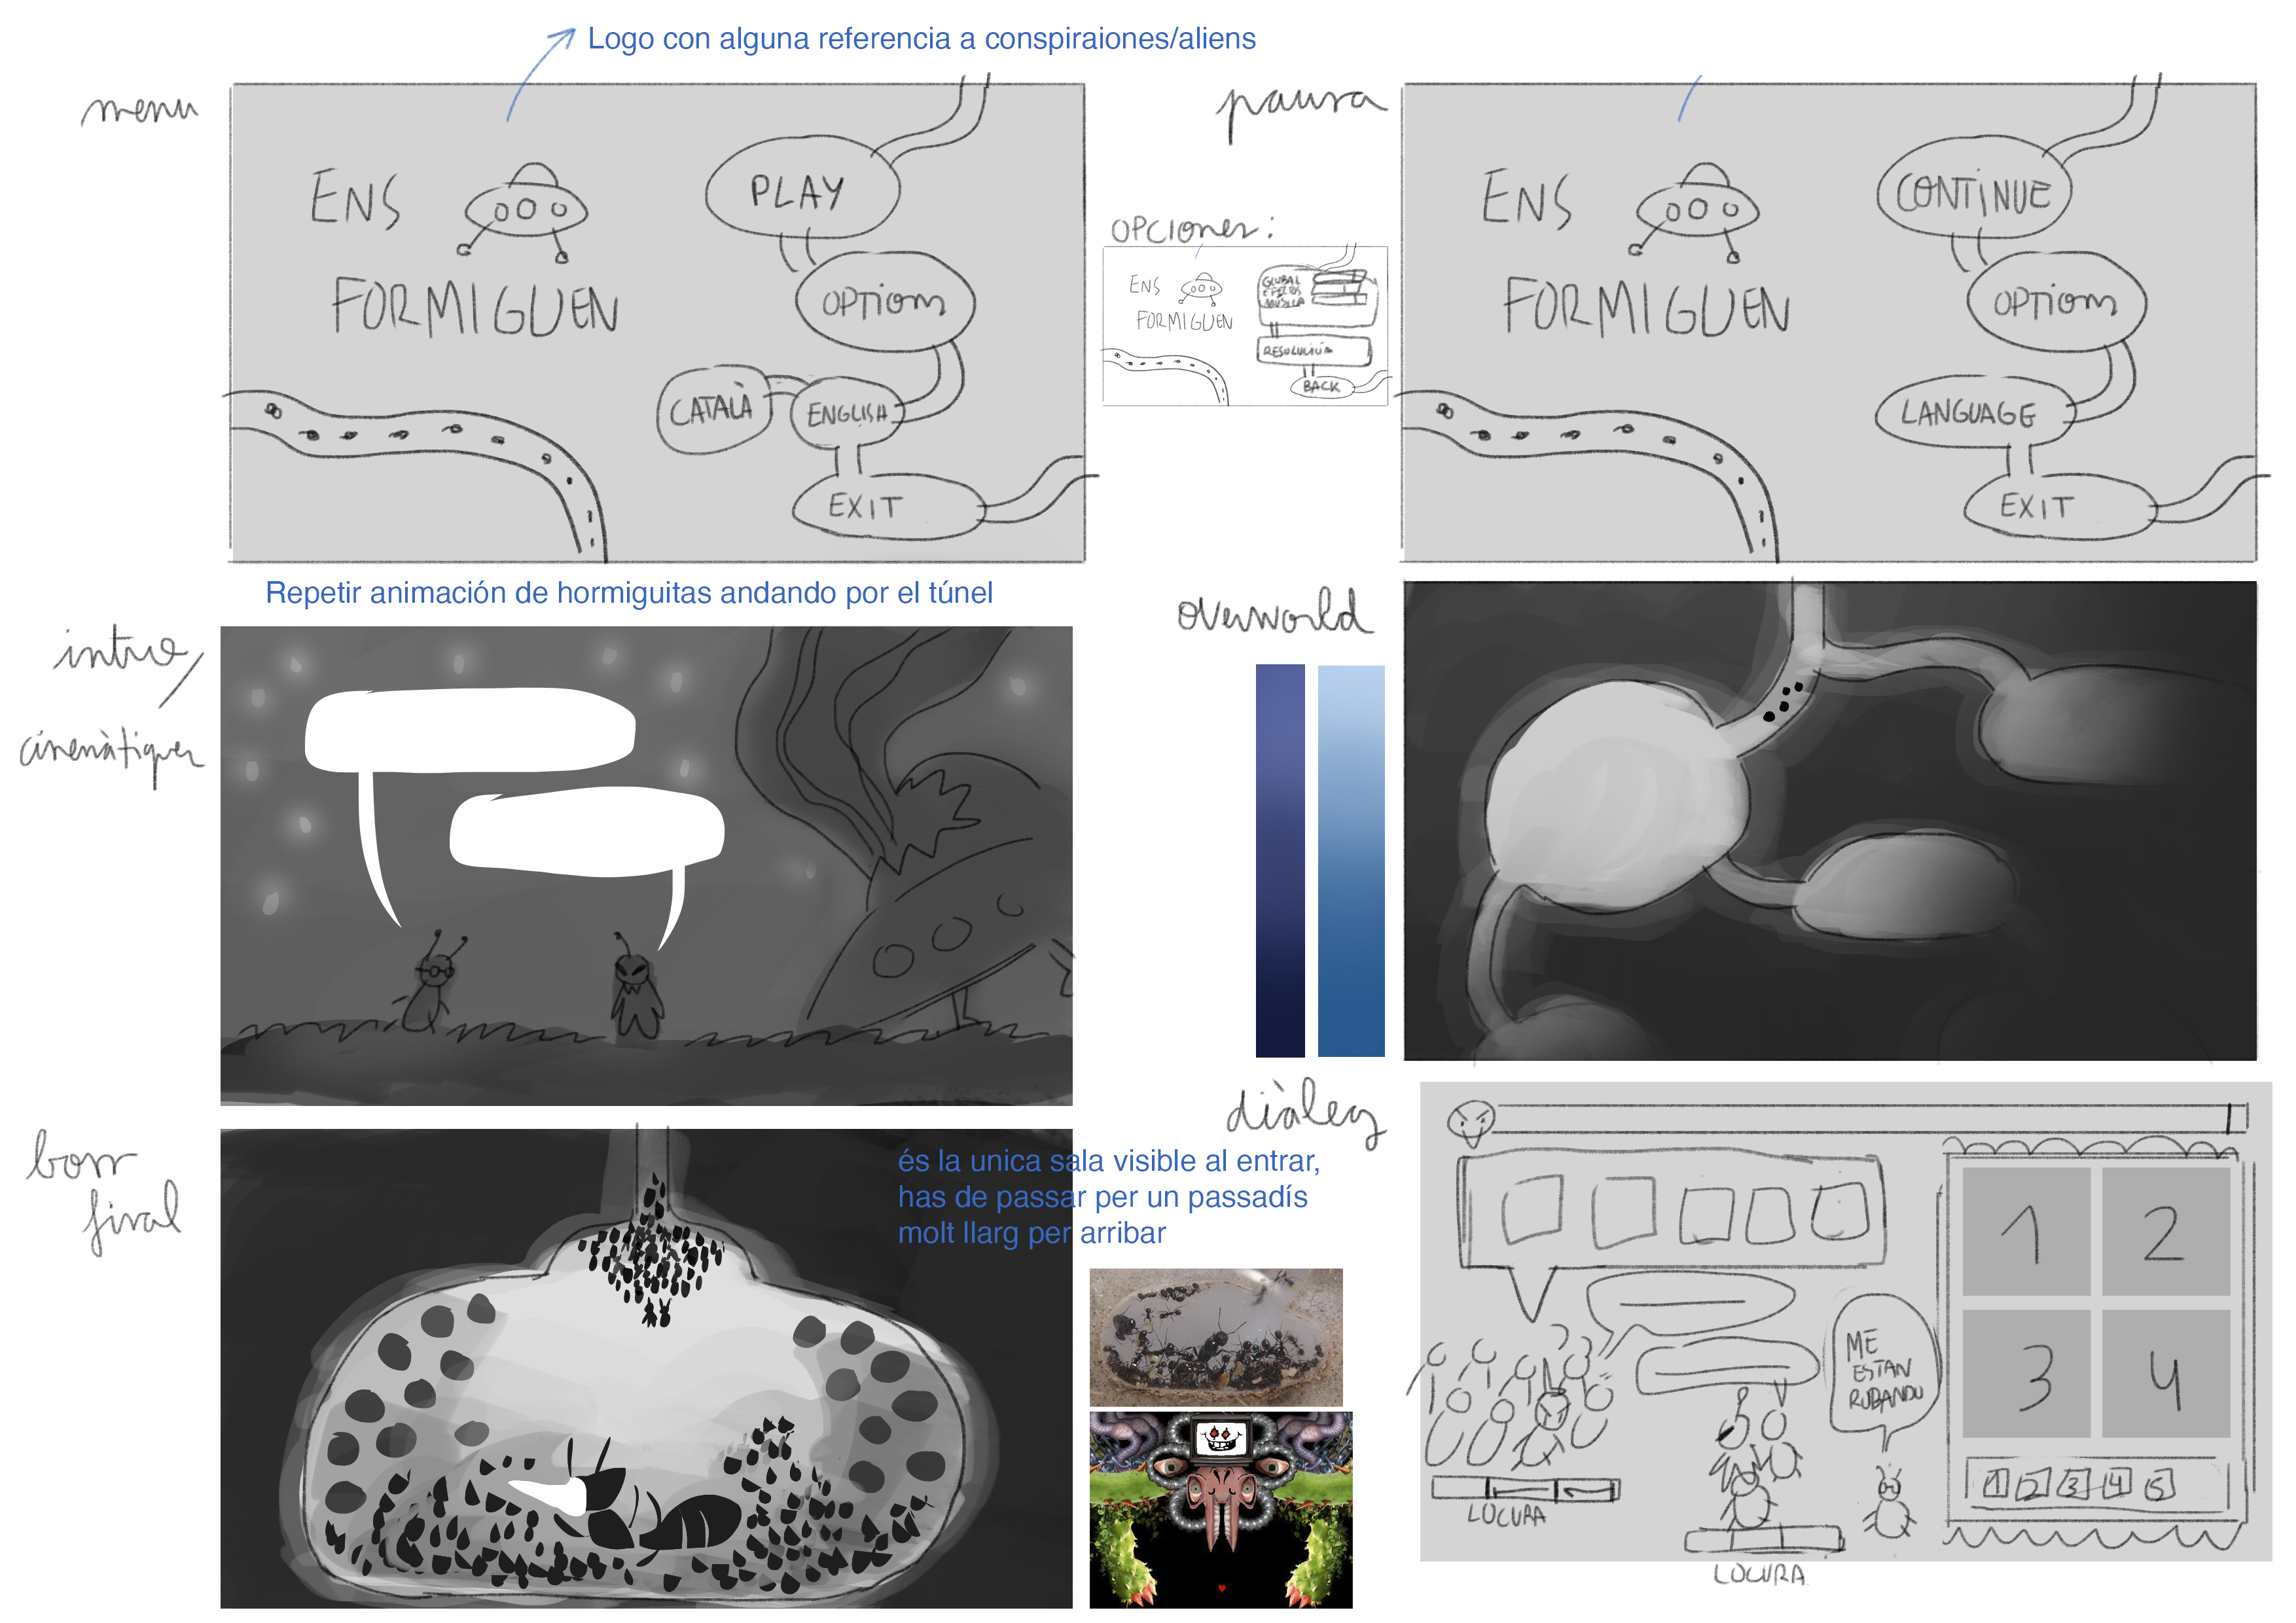 Logo con alguna referencia a conspiraiones/aliens
menu
ENS
FORMIGUEN
PLAY
OPTIONS
CATALÀ
ENGLISH
EXIT
OPCIONES:
ENS
FORMIGUEN
GLOBAL
EFECTOS
MÚSICA
RESOLUCIÓN
BACK
pausa
ENS
FORMIGUEN
CONTINUE
OPTIONS
LANGUAGE
EXIT
Repetir animación de hormiguitas andando por el túnel
intro/
cinemàtiques
overworld
boss
final
és la unica sala visible al entrar,
has de passar per un passadís
molt llarg per arribar
diàleg
1
2
3
4
ME
ESTAN
ROBANDO
1 2 3 4 5
LOCURA
LOCURA